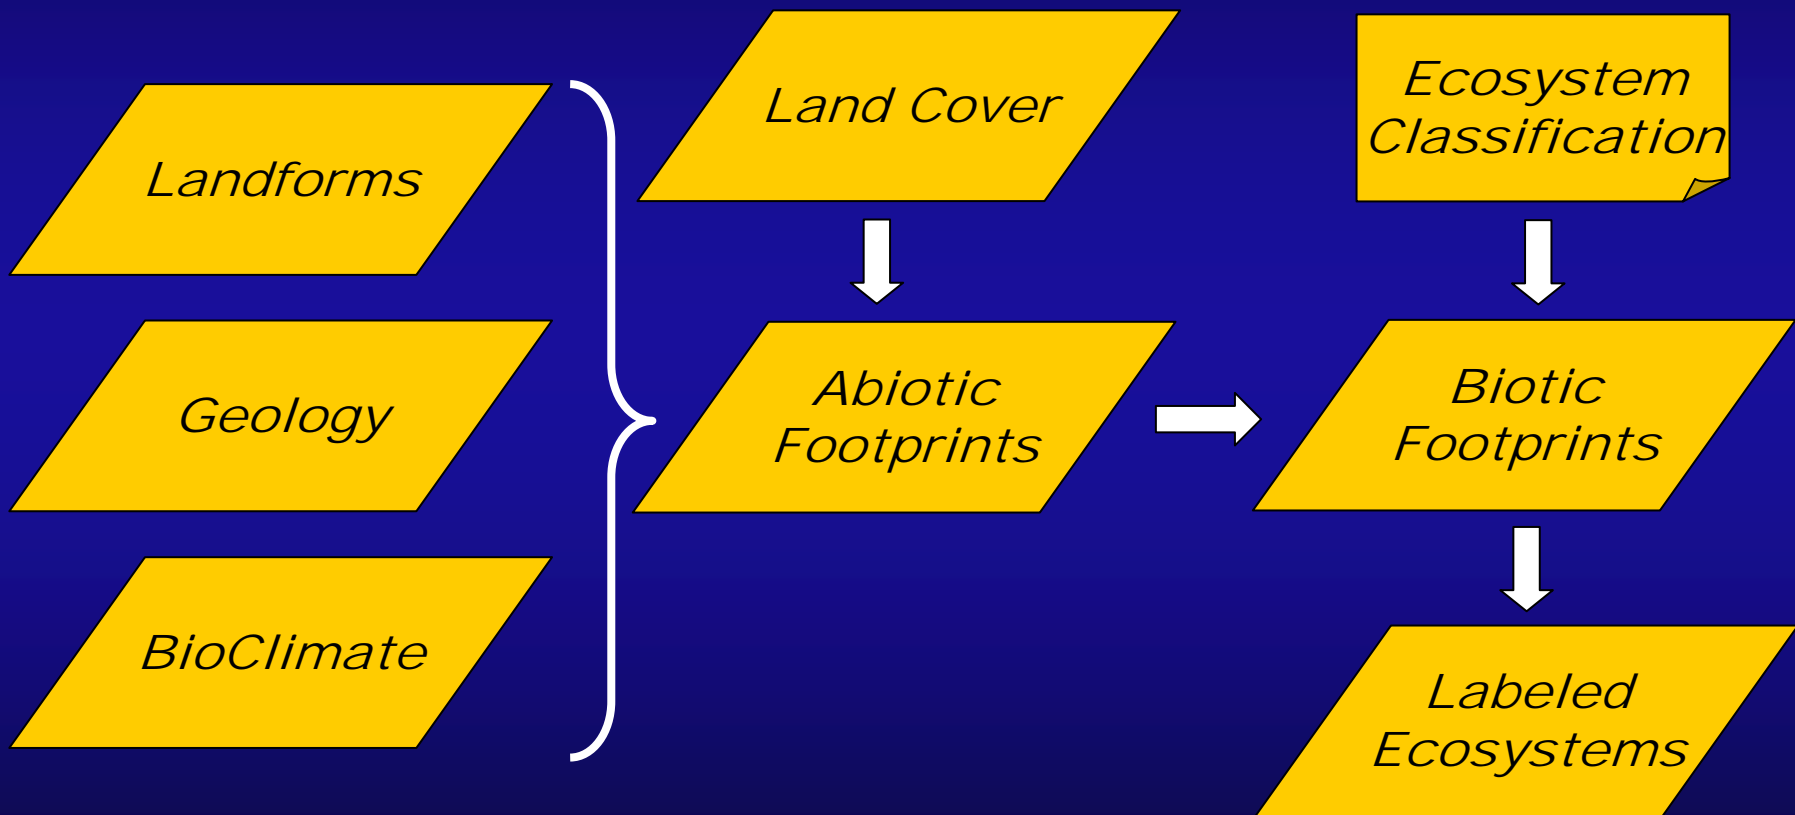 Landforms
Geology
BioClimate
Land Cover
Abiotic
Footprints
Ecosystem
Classification
Biotic
Footprints
Labeled
Ecosystems